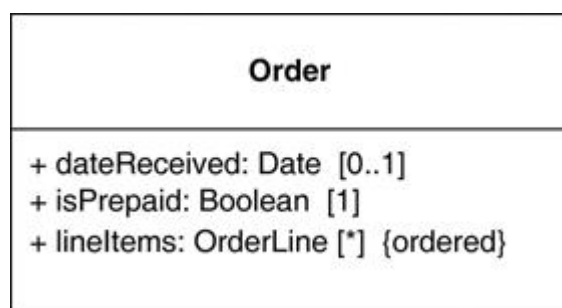 Order
+ dateReceived: Date [0..1]
+ isPrepaid: Boolean [1]
+ lineItems: OrderLine [*] {ordered}